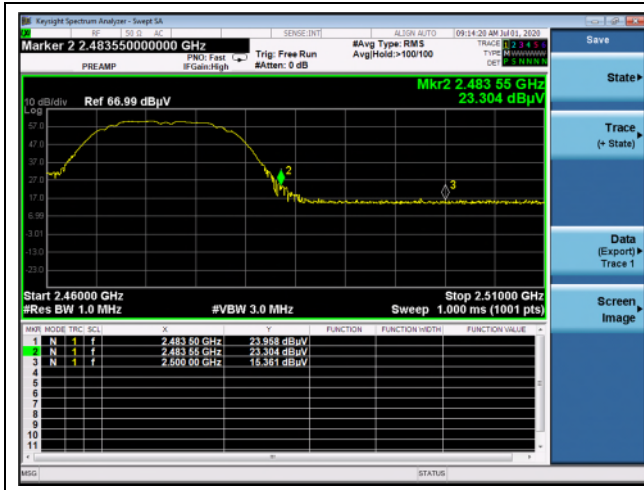 Keysight Spectrum Analyzer - Swept SA
RF 50 Ω AC SENSE:INT ALIGN AUTO 09:14:20 AM Jul 01, 2020
Marker 2 2.483550000000 GHz
PREAMP
PNO: Fast
IFGain:High
Trig: Free Run
#Atten: 0 dB
#Avg Type: RMS
Avg|Hold:>100/100
TRACE 1 2 3 4 5 6
TYPE
DET P S N N N N
Mkr2 2.483 55 GHz
23.304 dBµV
10 dB/div Ref 66.99 dBµV
Log
57.0
47.0
37.0
27.0
17.0
6.99
-3.01
-13.0
-23.0
2
3
Start 2.46000 GHz Stop 2.51000 GHz
#Res BW 1.0 MHz #VBW 3.0 MHz Sweep 1.000 ms (1001 pts)
MKR MODE TRC SCL X Y FUNCTION FUNCTION WIDTH FUNCTION VALUE
1 N 1 f 2.483 50 GHz 23.958 dBµV
2 N 1 f 2.483 55 GHz 23.304 dBµV
3 N 1 f 2.500 00 GHz 15.361 dBµV
4
5
6
7
8
9
10
11
MSG STATUS
Save
State
Trace
(+ State)
Data
(Export)
Trace 1
Screen
Image